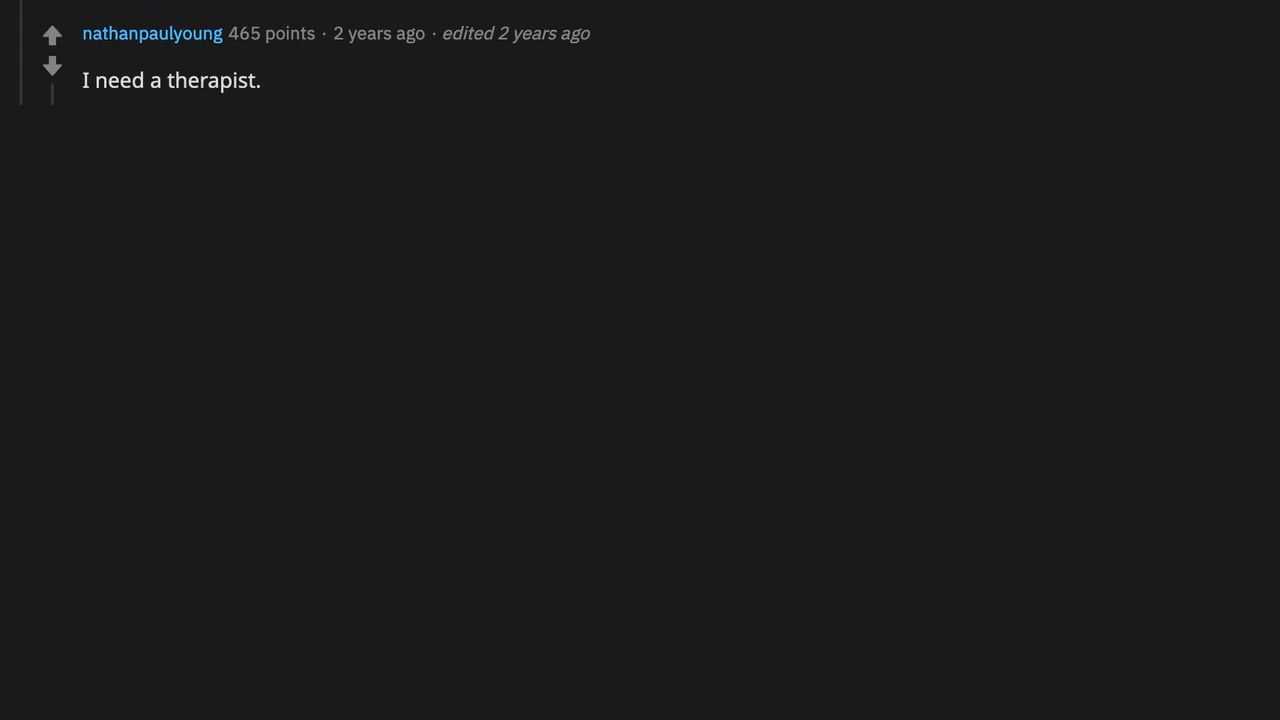 nathanpaulyoung 465 points · 2 years ago · edited 2 years ago
I need a therapist.